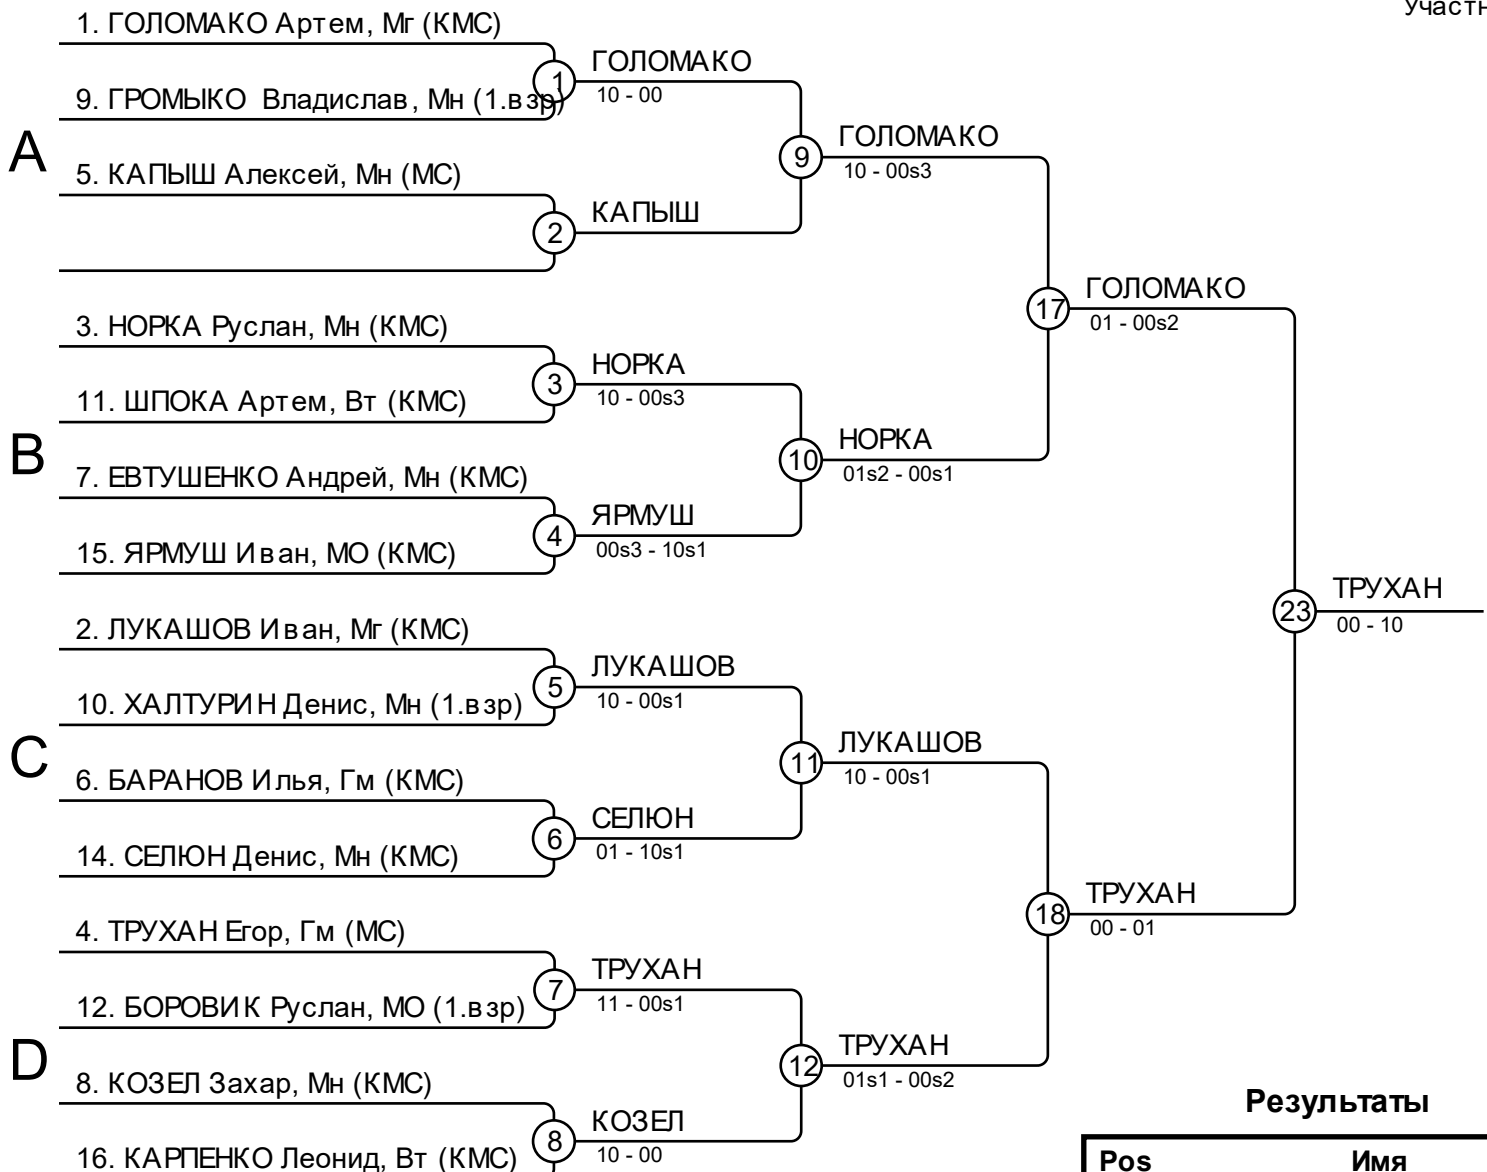 Участн
1. ГОЛОМАКО Артем, Мг (КМС)
1
ГОЛОМАКО
10 - 00
9. ГРОМЫКО Владислав, Мн (1.взр)
A
9
ГОЛОМАКО
10 - 00s3
5. КАПЫШ Алексей, Мн (МС)
2
КАПЫШ
17
ГОЛОМАКО
01 - 00s2
3. НОРКА Руслан, Мн (КМС)
3
НОРКА
10 - 00s3
11. ШПОКА Артем, Вт (КМС)
B
10
НОРКА
01s2 - 00s1
7. ЕВТУШЕНКО Андрей, Мн (КМС)
4
ЯРМУШ
00s3 - 10s1
15. ЯРМУШ Иван, МО (КМС)
23
ТРУХАН
00 - 10
2. ЛУКАШОВ Иван, Мг (КМС)
5
ЛУКАШОВ
10 - 00s1
10. ХАЛТУРИН Денис, Мн (1.взр)
C
11
ЛУКАШОВ
10 - 00s1
6. БАРАНОВ Илья, Гм (КМС)
6
СЕЛЮН
01 - 10s1
14. СЕЛЮН Денис, Мн (КМС)
18
ТРУХАН
00 - 01
4. ТРУХАН Егор, Гм (МС)
7
ТРУХАН
11 - 00s1
12. БОРОВИК Руслан, МО (1.взр)
D
12
ТРУХАН
01s1 - 00s2
8. КОЗЕЛ Захар, Мн (КМС)
8
КОЗЕЛ
10 - 00
16. КАРПЕНКО Леонид, Вт (КМС)
Результаты
Pos Имя